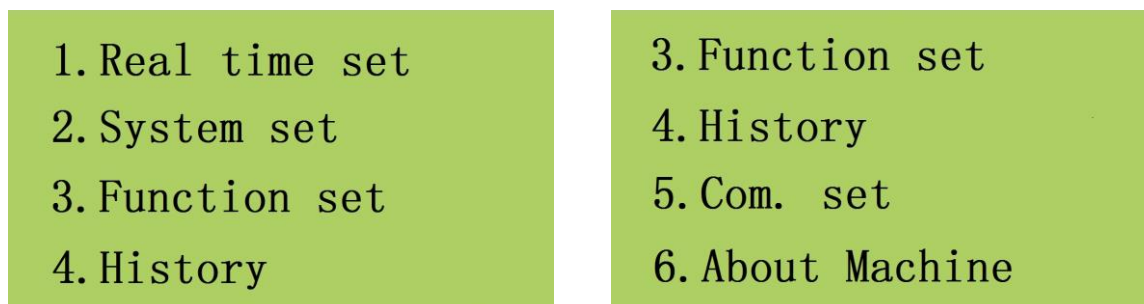 1.Real time set
2.System set
3.Function set
4.History
3.Function set
4.History
5.Com. set
6.About Machine